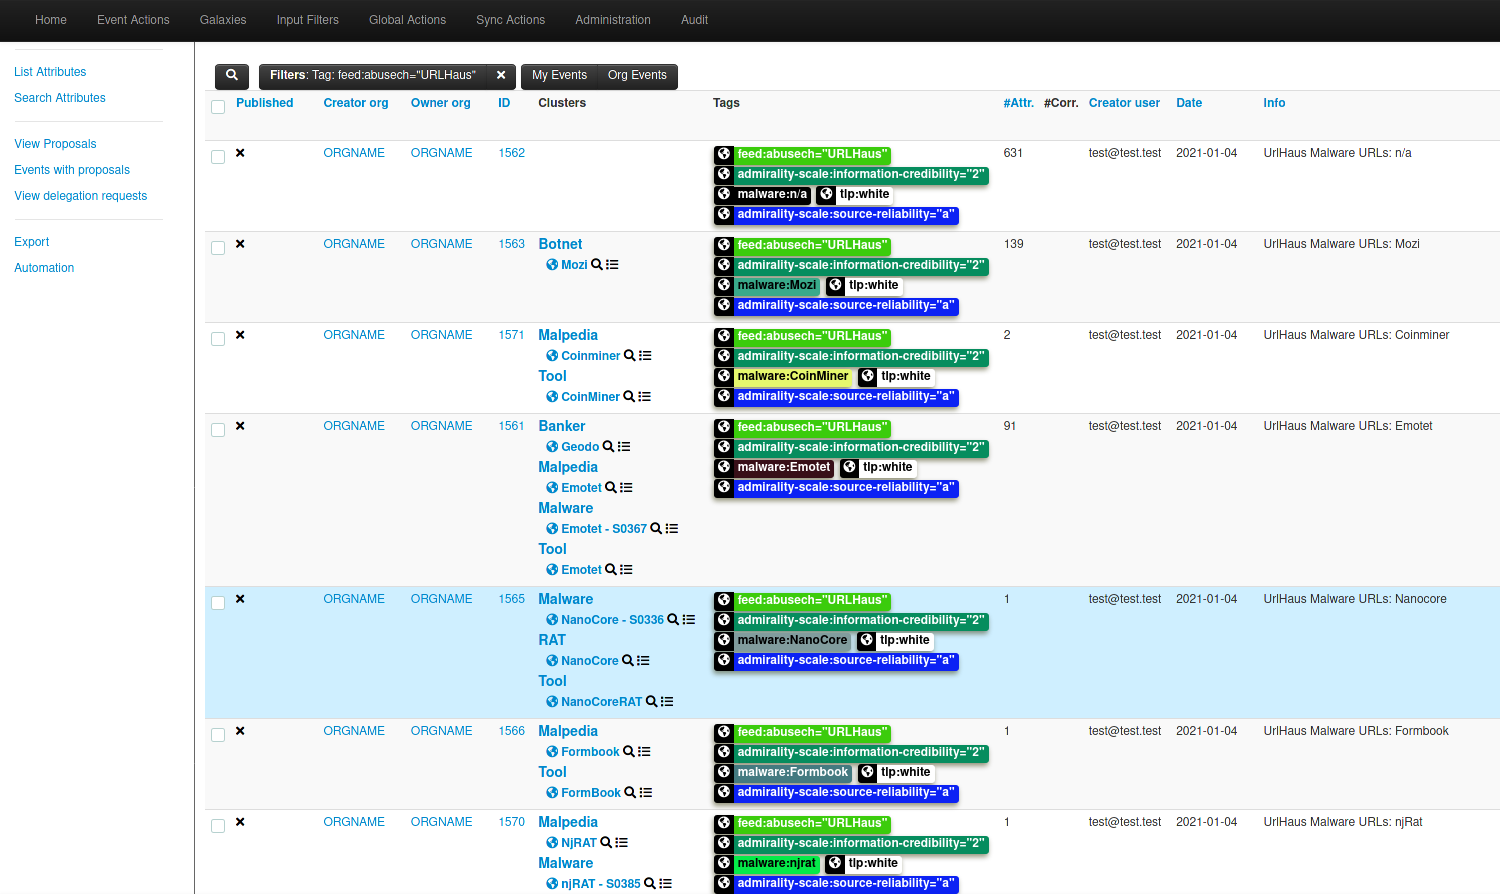 Home Event Actions Galaxies Input Filters Global Actions Sync Actions Administration Audit
List Attributes
Search Attributes
View Proposals
Events with proposals
View delegation requests
Export
Automation
Filters: Tag: feed:abusech="URLHaus" × My Events Org Events
Published Creator org Owner org ID Clusters Tags #Attr. #Corr. Creator user Date Info
ORGNAME ORGNAME 1562 feed:abusech="URLHaus" 631 test@test.test 2021-01-04 UrlHaus Malware URLs: n/a
admirality-scale:information-credibility="2"
malware:n/a tlp:white
admirality-scale:source-reliability="a"
ORGNAME ORGNAME 1563 Botnet feed:abusech="URLHaus" 139 test@test.test 2021-01-04 UrlHaus Malware URLs: Mozi
Mozi admirality-scale:information-credibility="2"
malware:Mozi tlp:white
admirality-scale:source-reliability="a"
ORGNAME ORGNAME 1571 Malpedia feed:abusech="URLHaus" 2 test@test.test 2021-01-04 UrlHaus Malware URLs: Coinminer
Coinminer admirality-scale:information-credibility="2"
Tool malware:CoinMiner tlp:white
CoinMiner admirality-scale:source-reliability="a"
ORGNAME ORGNAME 1561 Banker feed:abusech="URLHaus" 91 test@test.test 2021-01-04 UrlHaus Malware URLs: Emotet
Geodo admirality-scale:information-credibility="2"
Malpedia malware:Emotet tlp:white
Emotet admirality-scale:source-reliability="a"
Malware
Emotet - S0367
Tool
Emotet
ORGNAME ORGNAME 1565 Malware feed:abusech="URLHaus" 1 test@test.test 2021-01-04 UrlHaus Malware URLs: Nanocore
NanoCore - S0336 admirality-scale:information-credibility="2"
RAT malware:NanoCore tlp:white
NanoCore admirality-scale:source-reliability="a"
Tool
NanoCoreRAT
ORGNAME ORGNAME 1566 Malpedia feed:abusech="URLHaus" 1 test@test.test 2021-01-04 UrlHaus Malware URLs: Formbook
Formbook admirality-scale:information-credibility="2"
Tool malware:Formbook tlp:white
FormBook admirality-scale:source-reliability="a"
ORGNAME ORGNAME 1570 Malpedia feed:abusech="URLHaus" 1 test@test.test 2021-01-04 UrlHaus Malware URLs: njRat
NjRAT admirality-scale:information-credibility="2"
Malware malware:njrat tlp:white
njRAT - S0385 admirality-scale:source-reliability="a"